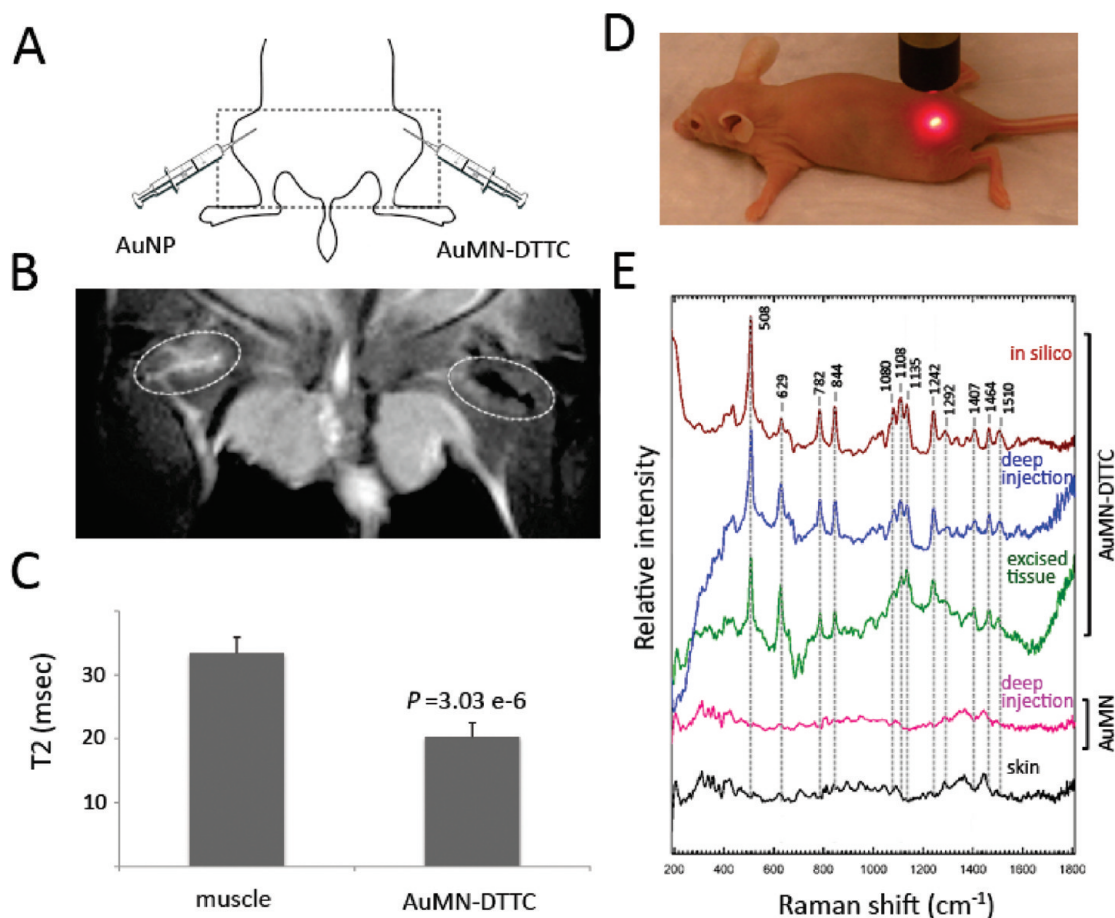 A
AuNP
AuMN-DTTC
B
C
T2 (msec)
30
20
10
P =3.03 e-6
muscle
AuMN-DTTC
D
E
Relative intensity
508
629
782
844
1080
1108
1135
1242
1292
1407
1464
1510
in silico
deep
injection
excised
tissue
deep
injection
skin
AuMN-DTTC
AuMN
200
400
600
800
1000
1200
1400
1600
1800
Raman shift (cm⁻¹)